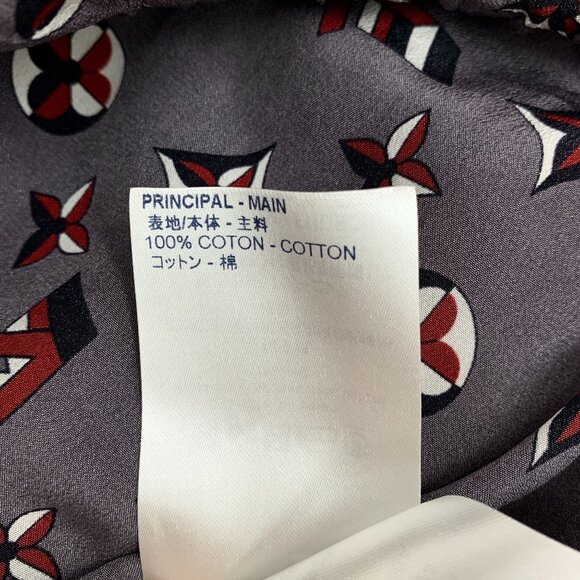 PRINCIPAL - MAIN
表地/本体 - 主料
100% COTON - COTTON
コットン - 棉